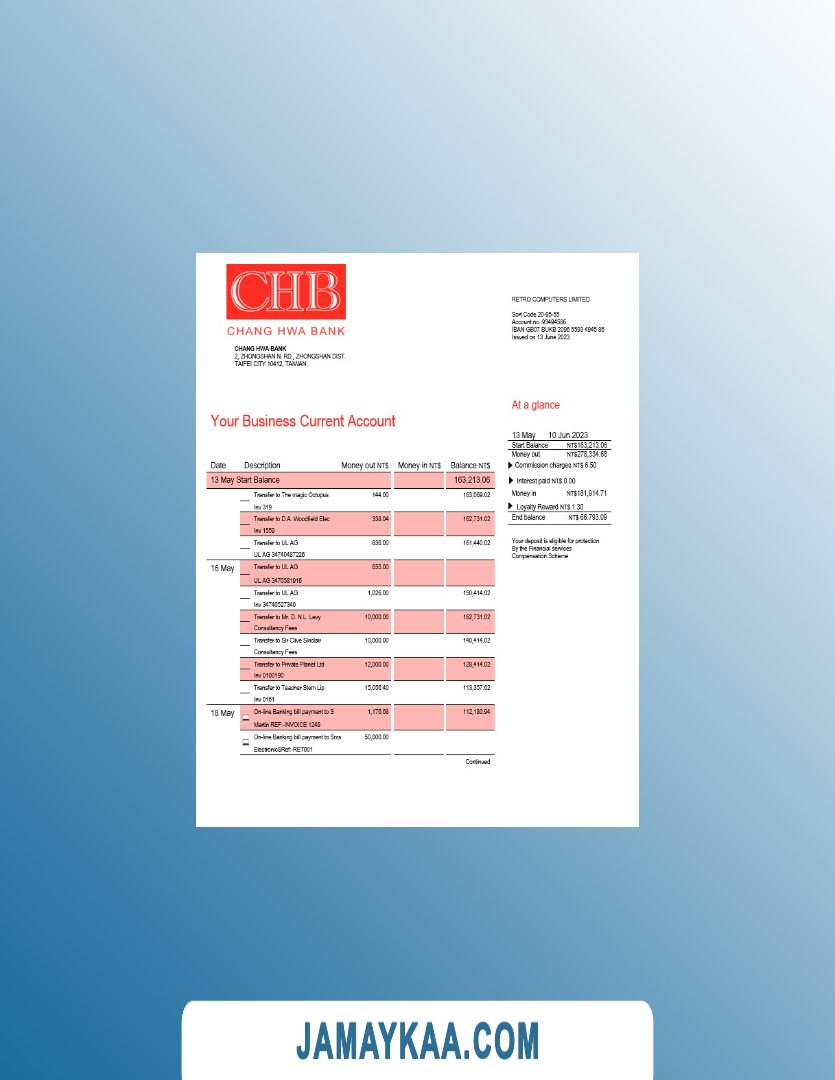 CHB
CHANG HWA BANK
CHANG HWA BANK
2, ZHONGSHAN N. RD., ZHONGSHAN DIST.
TAIPEI CITY 10412, TAIWAN
RETRO COMPUTERS LIMITED
Sort Code 20-95-55
Account no. 93494585
IBAN GB07 BUKB 2095 5593 4945 85
Issued on 13 June 2023
At a glance
13 May 10 Jun 2023
Start Balance NT$163,213.06
Money out NT$278,334.68
Commission charges NT$ 6.50
Interest paid NT$ 0.00
Money in NT$181,914.71
Loyalty Reward NT$ 1.30
End balance NT$ 66,793.09
Your deposit is eligible for protection
By the Financial services
Compensation Scheme
Your Business Current Account
Date Description Money out NT$ Money in NT$ Balance NT$
13 May Start Balance 163,213.06
Transfer to The magic Octopus 144.00 163,069.02
Inv 319
Transfer to D.A. Woodfield Elec 338.04 162,731.02
Inv 1559
Transfer to UL AG 636.00 161,440.02
UL AG 34740487226
16 May Transfer to UL AG 655.00
UL AG 3470581916
Transfer to UL AG 1,026.00 150,414.02
Inv 34740527340
Transfer to Mr. D. N.L. Levy 10,000.00 162,731.02
Consultancy Fees
Transfer to Sir Clive Sinclair 10,000.00 140,414.02
Consultancy Fees
Transfer to Private Planet Ltd 12,000.00 128,414.02
Inv 0100190
Transfer to Teacher Stern Lip 15,056.40 113,357.62
Inv 0161
18 May On-line Banking bill payment to S 1,176.68 112,180.94
Martin REF:-INVOICE 1249
On-line Banking bill payment to Sma 50,000.00
ElectronicSRef:-RET001
Continued
JAMAYKAA.COM